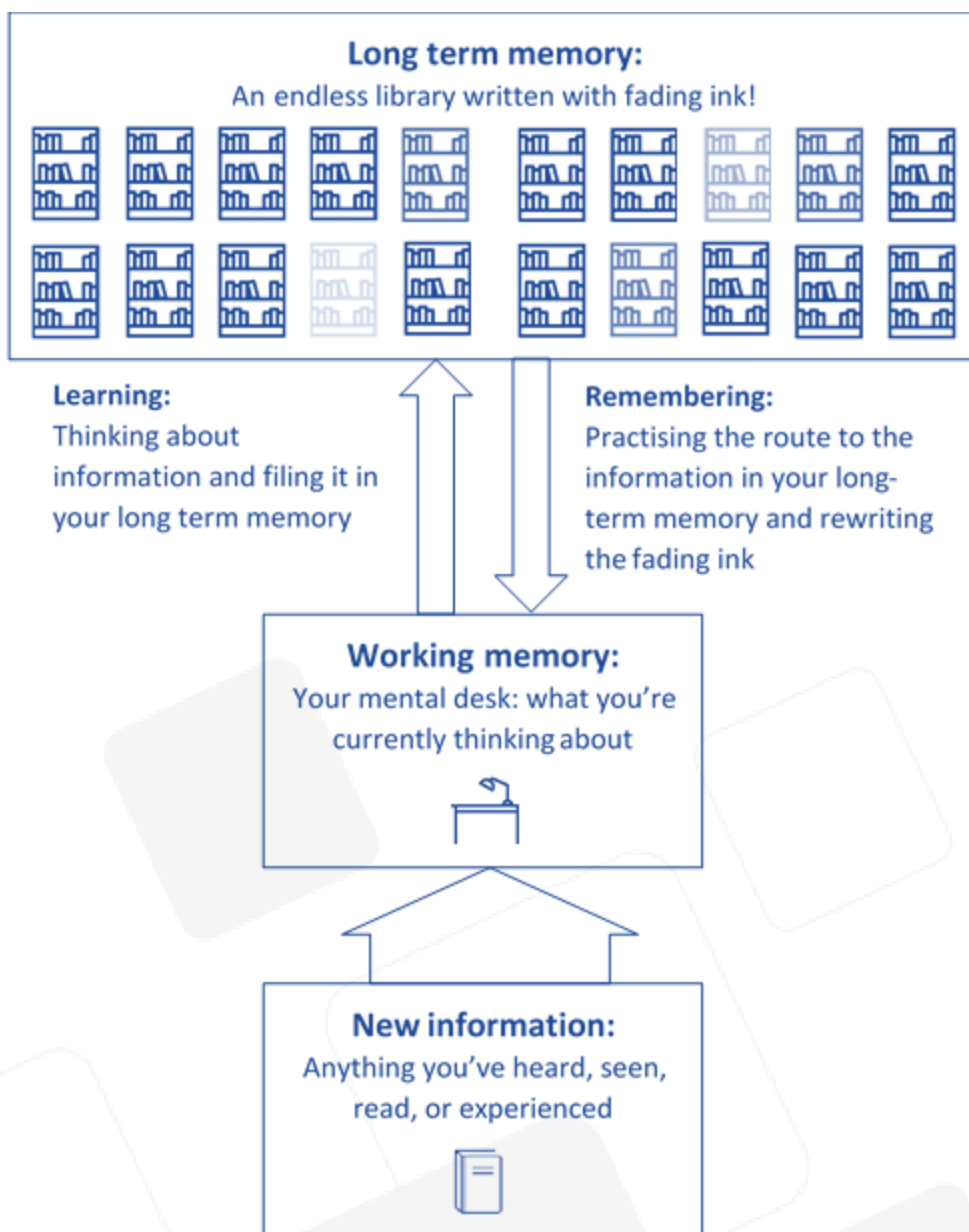 Long term memory:
An endless library written with fading ink!
Learning:
Thinking about
information and filing it in
your long term memory
Remembering:
Practising the route to the
information in your long-
term memory and rewriting
the fading ink
Working memory:
Your mental desk: what you're
currently thinking about
New information:
Anything you've heard, seen,
read, or experienced